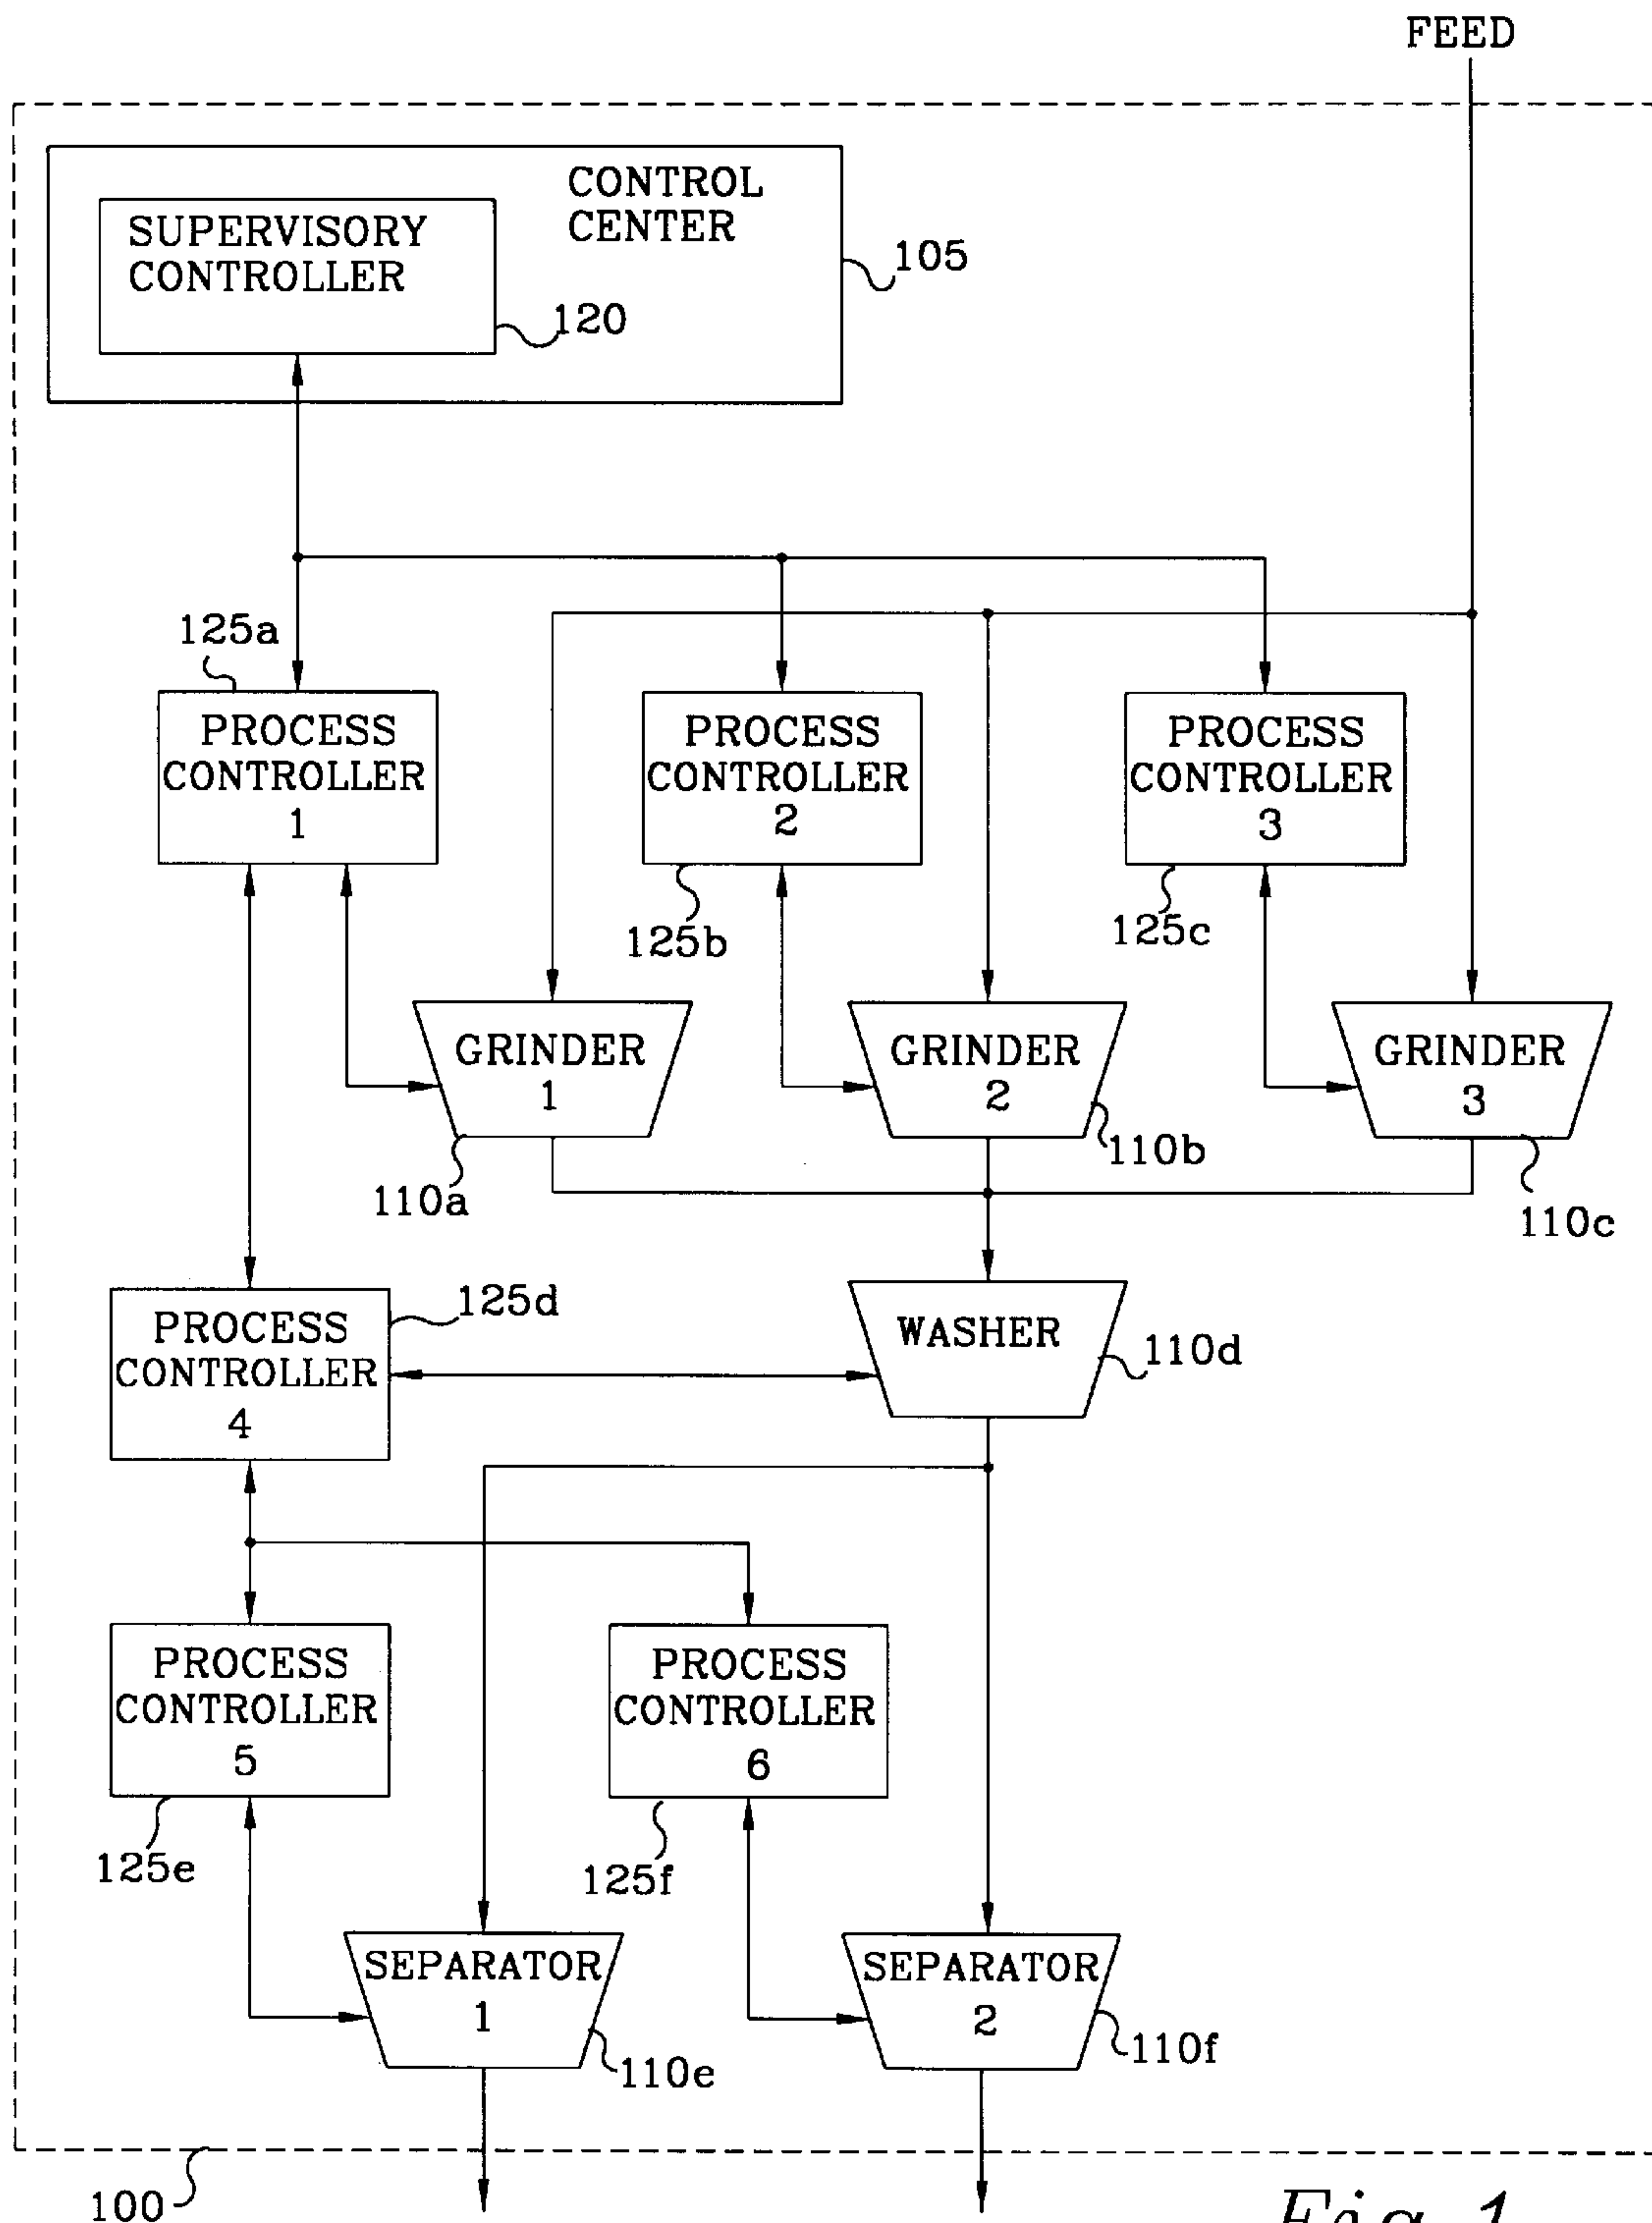 FEED
CONTROL
CENTER
SUPERVISORY
CONTROLLER
105
120
125a
PROCESS
CONTROLLER
1
PROCESS
CONTROLLER
2
PROCESS
CONTROLLER
3
125b
125c
GRINDER
1
GRINDER
2
GRINDER
3
110a
110b
110c
PROCESS
CONTROLLER
4
125d
WASHER
110d
PROCESS
CONTROLLER
5
PROCESS
CONTROLLER
6
125e
125f
SEPARATOR
1
SEPARATOR
2
110e
110f
100
Fig. 1